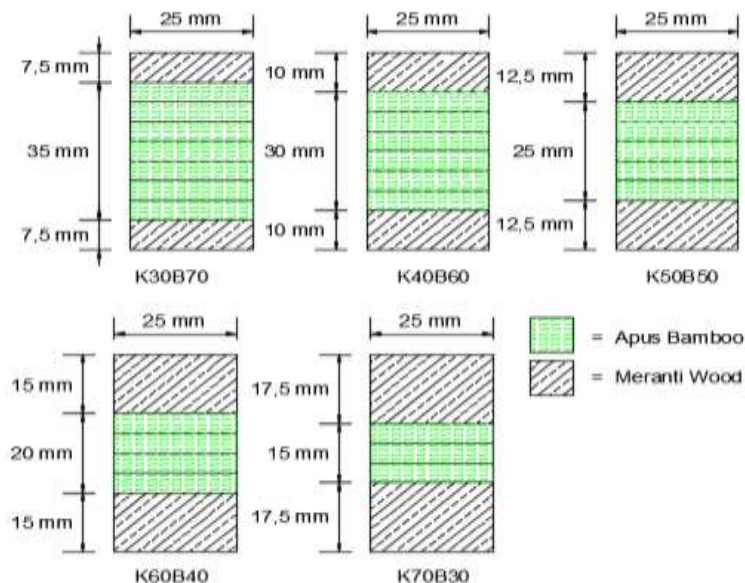 25 mm
7,5 mm
35 mm
7,5 mm
K30B70
25 mm
10 mm
30 mm
10 mm
K40B60
25 mm
12,5 mm
25 mm
12,5 mm
K50B50
25 mm
15 mm
20 mm
15 mm
K60B40
25 mm
17,5 mm
15 mm
17,5 mm
K70B30
= Apus Bamboo
= Meranti Wood